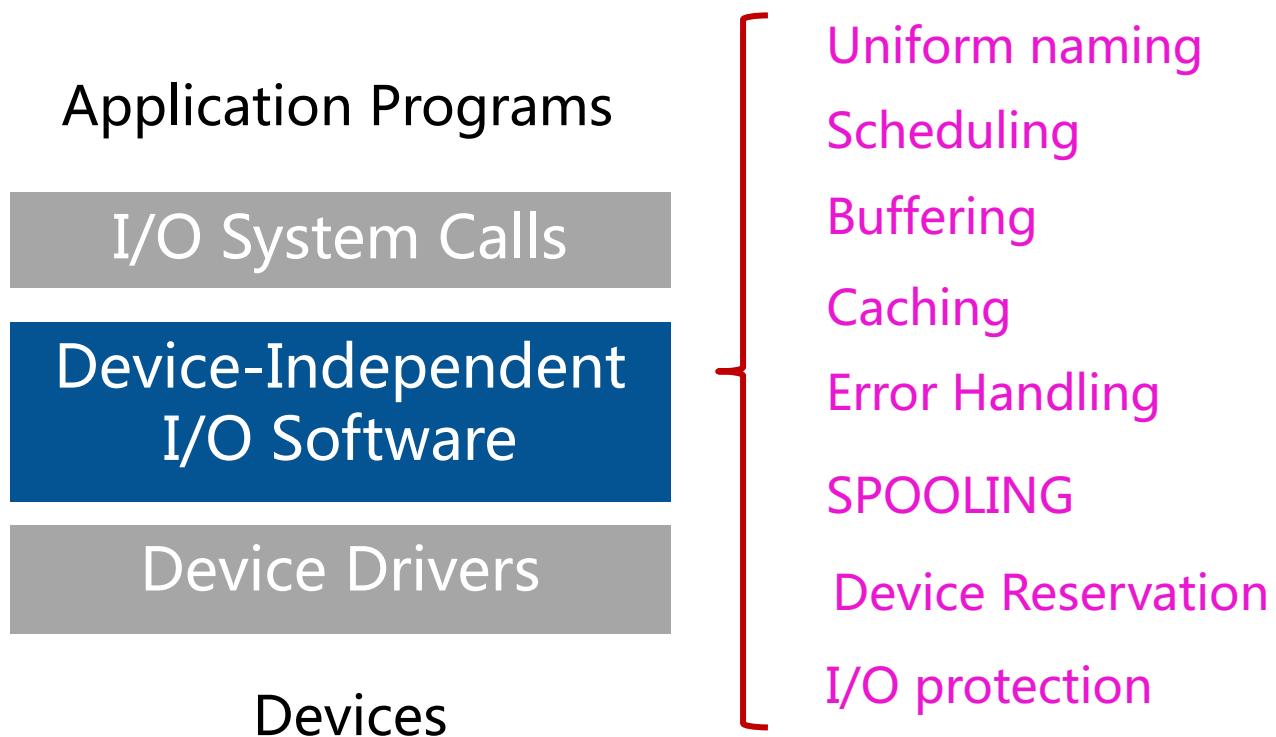 Application Programs
I/O System Calls
Device-Independent
I/O Software
Device Drivers
Devices
Uniform naming
Scheduling
Buffering
Caching
Error Handling
SPOOLING
Device Reservation
I/O protection